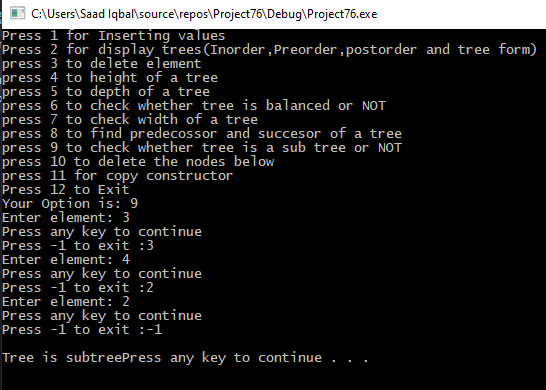 C:\Users\Saad Iqbal\source\repos\Project76\Debug\Project76.exe
Press 1 for Inserting values
Press 2 for display trees(Inorder,Preorder,postorder and tree form)
press 3 to delete element
press 4 to height of a tree
press 5 to depth of a tree
press 6 to check whether tree is balanced or NOT
press 7 to check width of a tree
press 8 to find predecossor and succesor of a tree
press 9 to check whether tree is a sub tree or NOT
press 10 to delete the nodes below
press 11 for copy constructor
Press 12 to Exit
Your Option is: 9
Enter element: 3
Press any key to continue
Press -1 to exit :3
Enter element: 4
Press any key to continue
Press -1 to exit :2
Enter element: 2
Press any key to continue
Press -1 to exit :-1
Tree is subtreePress any key to continue . . .